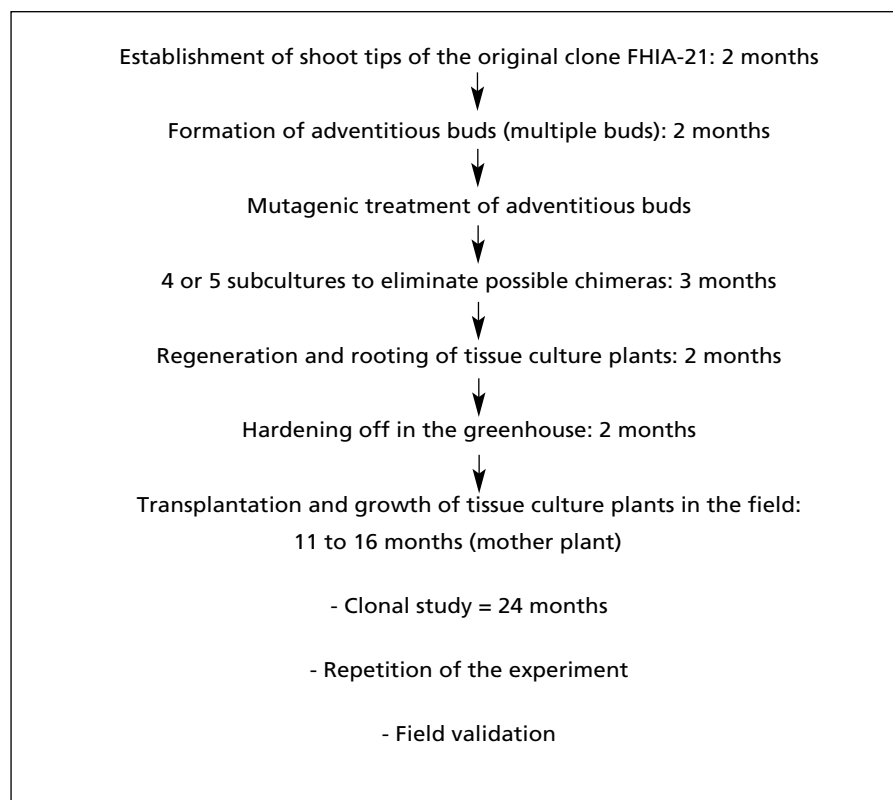 Establishment of shoot tips of the original clone FHIA-21: 2 months
Formation of adventitious buds (multiple buds): 2 months
Mutagenic treatment of adventitious buds
4 or 5 subcultures to eliminate possible chimeras: 3 months
Regeneration and rooting of tissue culture plants: 2 months
Hardening off in the greenhouse: 2 months
Transplantation and growth of tissue culture plants in the field:
11 to 16 months (mother plant)
- Clonal study = 24 months
- Repetition of the experiment
- Field validation